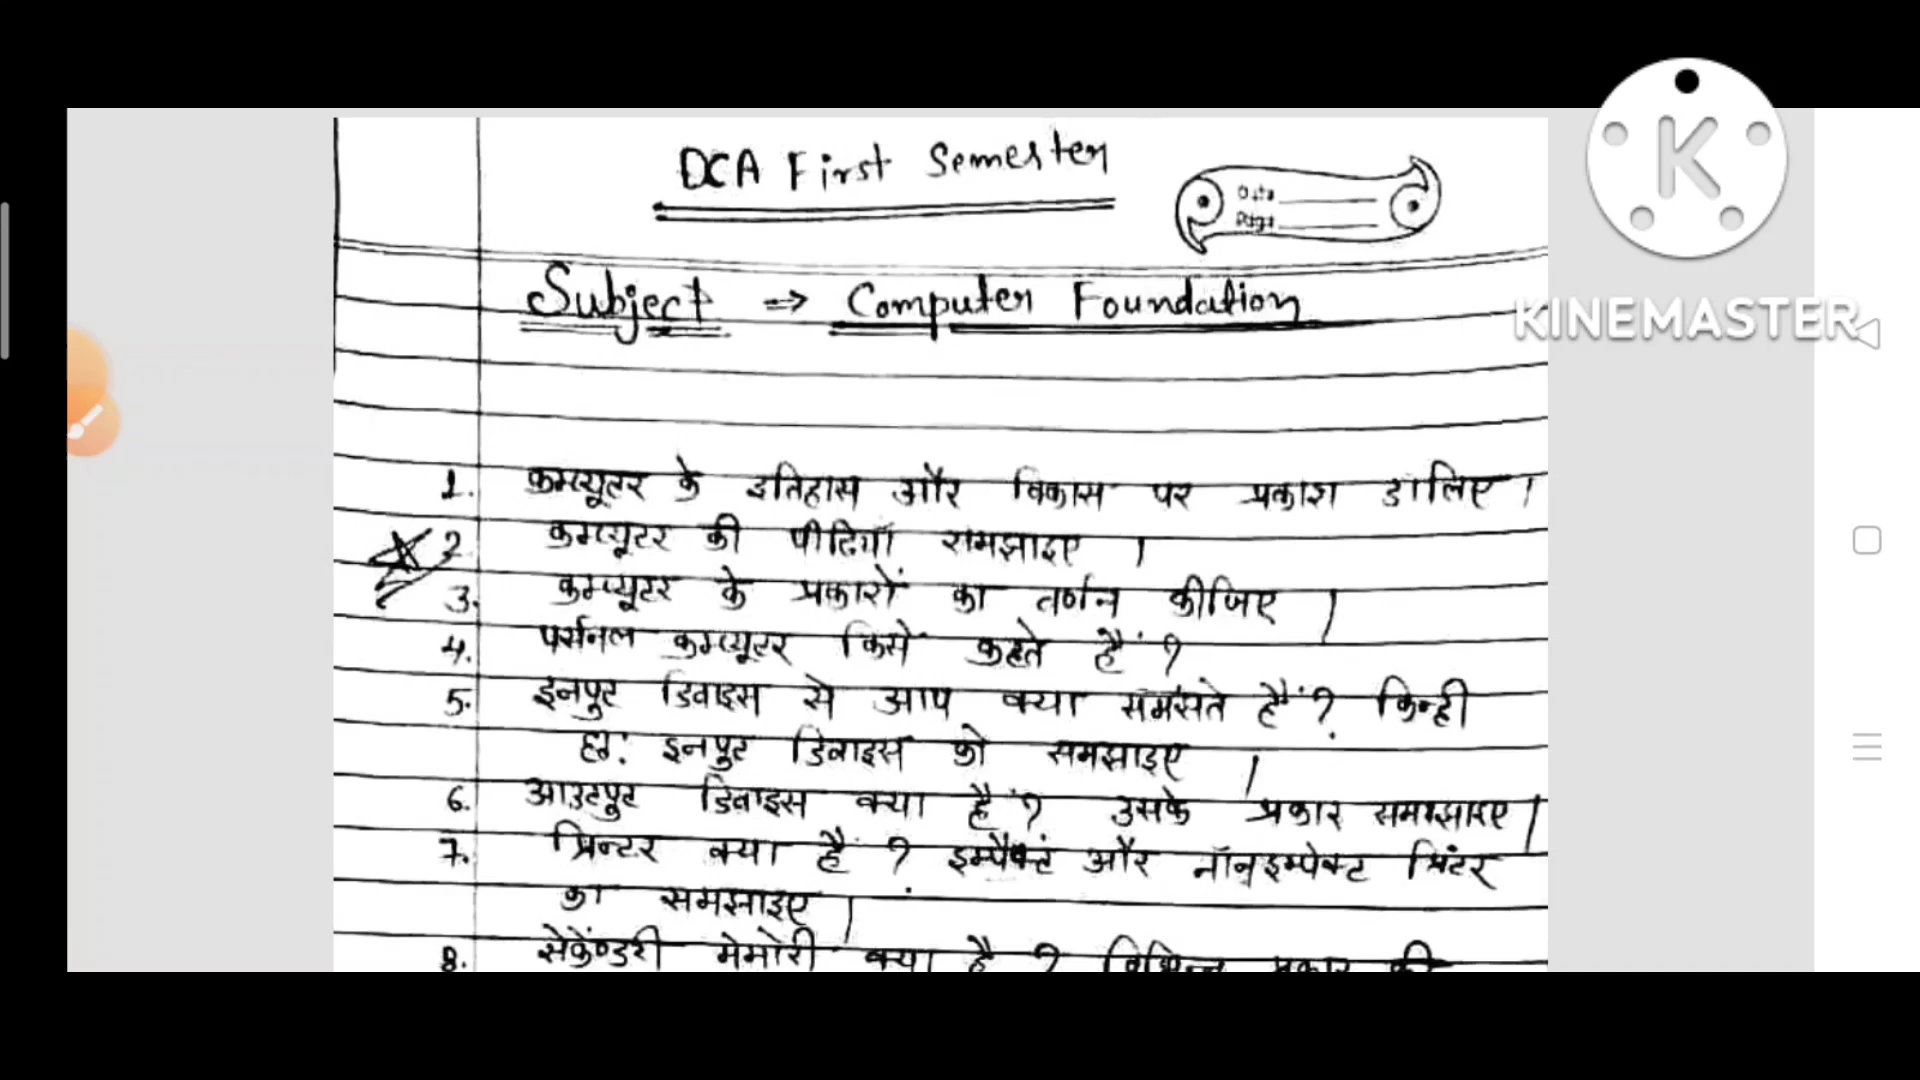 DCA First Semester
Date
Page
Subject ⇒ Computer Foundation
KINEMASTER
1. कम्प्यूटर के इतिहास और विकास पर प्रकाश डालिए।
2 कम्प्यूटर की पीढियाँ समझाइए ।
3. कम्प्यूटर के प्रकारों का वर्णन कीजिए ।
4. पर्सनल कम्प्यूटर किसे कहते हैं ?
5. इनपुट डिवाइस से आप क्या समझते हैं ? किन्ही
छः इनपुट डिवाइस को समझाइए ।
6. आउटपुट डिवाइस क्या है ? उसके प्रकार समझाइए।
7. प्रिन्टर क्या है ? इम्पैक्ट और नॉनइम्पेक्ट प्रिंटर
का समझाइए ।
8. सेकेण्डरी मेमोरी क्या है ? विभिन्न प्रकार की